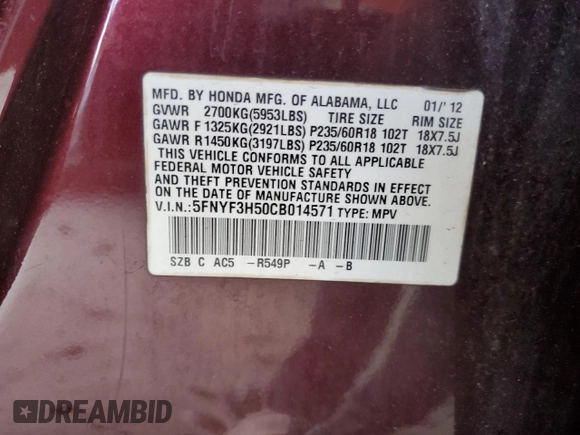 MFD. BY HONDA MFG. OF ALABAMA, LLC 01/'12
GVWR 2700KG(5953LBS) TIRE SIZE RIM SIZE
GAWR F 1325KG(2921LBS) P235/60R18 102T 18X7.5J
GAWR R1450KG(3197LBS) P235/60R18 102T 18X7.5J
THIS VEHICLE CONFORMS TO ALL APPLICABLE
FEDERAL MOTOR VEHICLE SAFETY
AND THEFT PREVENTION STANDARDS IN EFFECT
ON THE DATE OF MANUFACTURE SHOWN ABOVE
V.I.N.:5FNYF3H50CB014571 TYPE: MPV
SZB C AC5 -R549P -A -B
DREAMBID